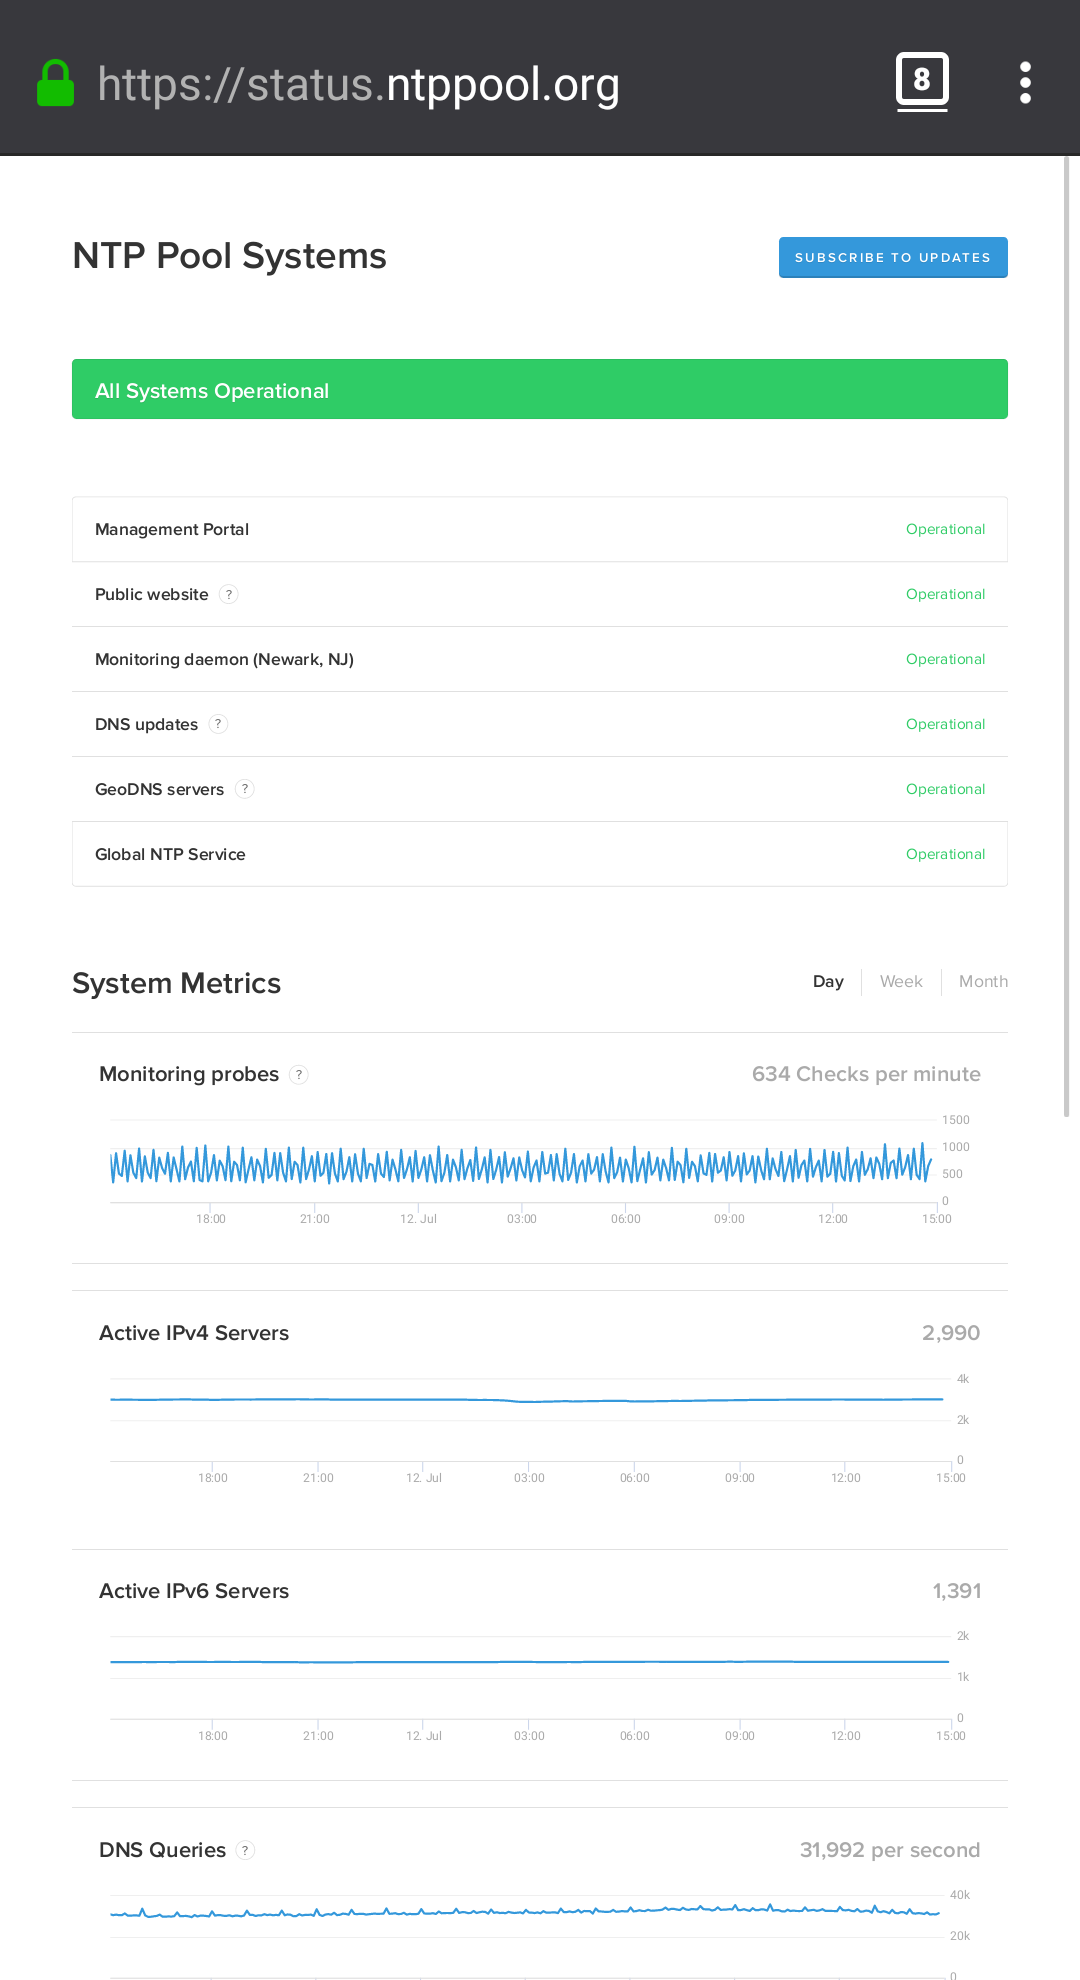 https://status.ntppool.org
8
NTP Pool Systems
SUBSCRIBE TO UPDATES
All Systems Operational
Management Portal Operational
Public website ? Operational
Monitoring daemon (Newark, NJ) Operational
DNS updates ? Operational
GeoDNS servers ? Operational
Global NTP Service Operational
System Metrics Day Week Month
Monitoring probes ? 634 Checks per minute
1500
1000
500
0
18:00 21:00 12. Jul 03:00 06:00 09:00 12:00 15:00
Active IPv4 Servers 2,990
4k
2k
0
18:00 21:00 12. Jul 03:00 06:00 09:00 12:00 15:00
Active IPv6 Servers 1,391
2k
1k
0
18:00 21:00 12. Jul 03:00 06:00 09:00 12:00 15:00
DNS Queries ? 31,992 per second
40k
20k
0